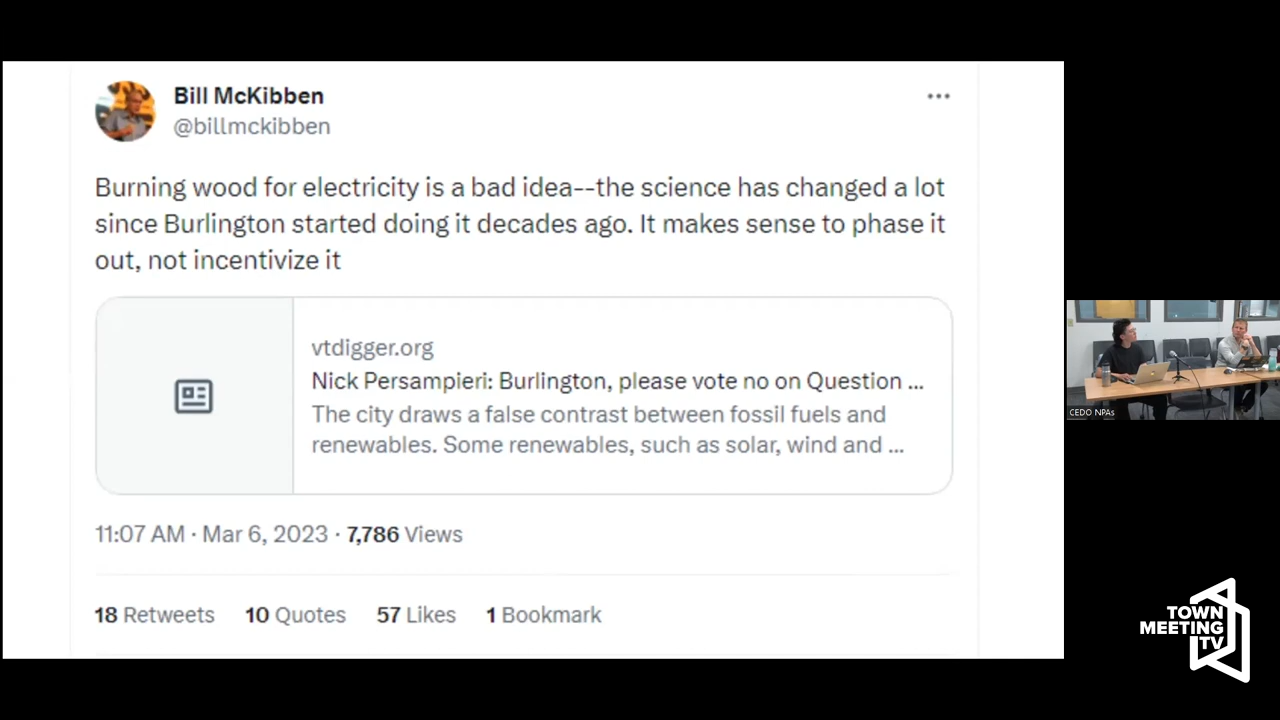 Bill McKibben
@billmckibben
Burning wood for electricity is a bad idea--the science has changed a lot
since Burlington started doing it decades ago. It makes sense to phase it
out, not incentivize it
vtdigger.org
Nick Persampieri: Burlington, please vote no on Question ...
The city draws a false contrast between fossil fuels and
renewables. Some renewables, such as solar, wind and ...
11:07 AM · Mar 6, 2023 · 7,786 Views
18 Retweets 10 Quotes 57 Likes 1 Bookmark
CEDO NPAs
TOWN
MEETING
TV